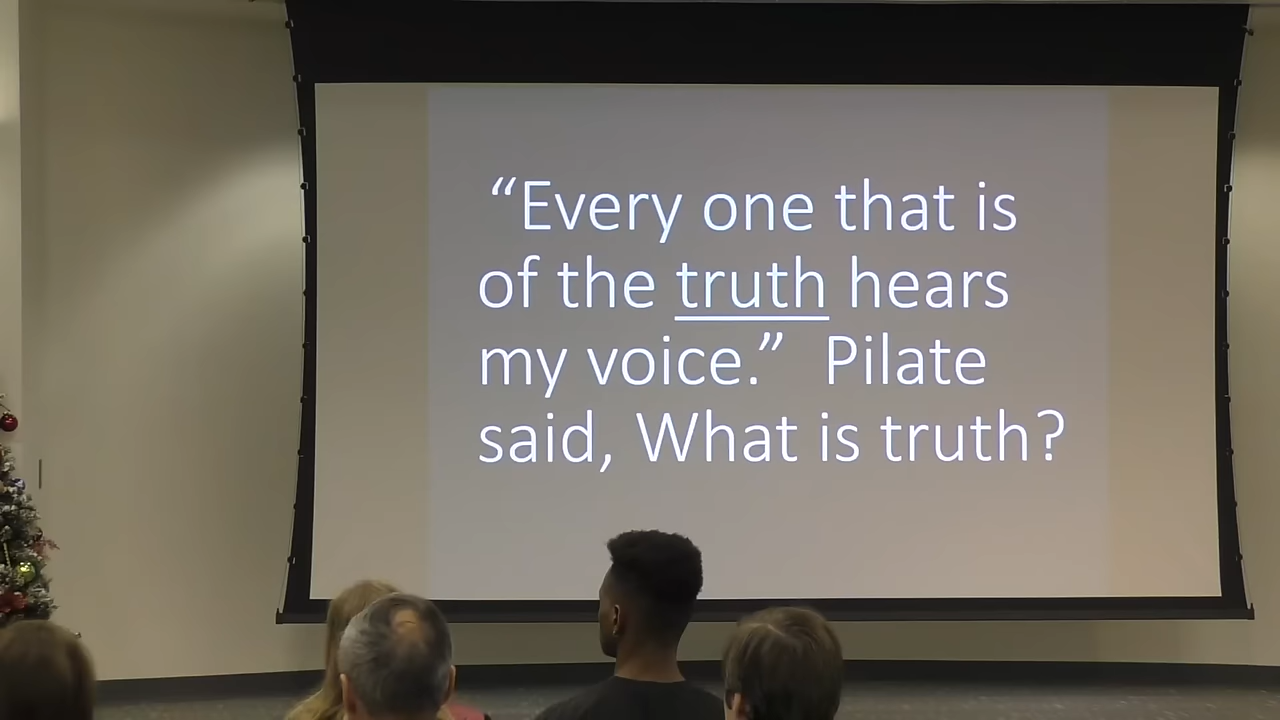 “Every one that is
of the truth hears
my voice.”  Pilate
said, What is truth?